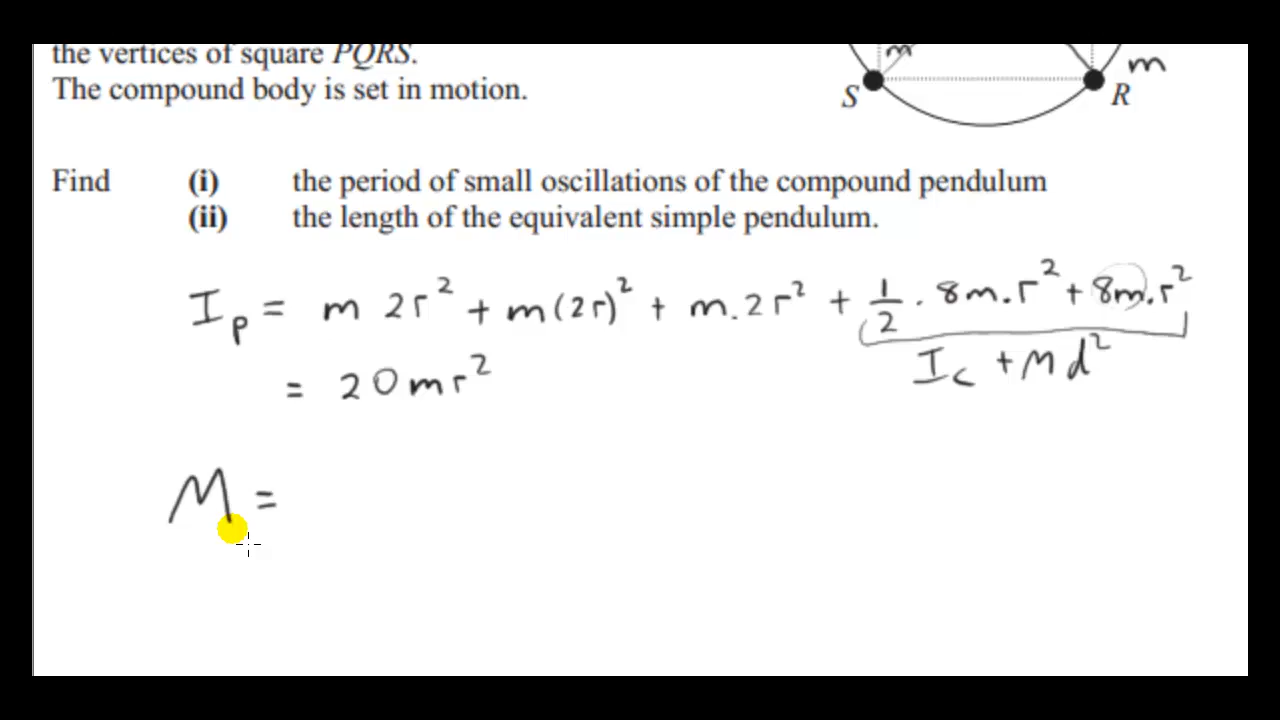 the vertices of square PQRS.
The compound body is set in motion.
m
m
S
R
Find (i) the period of small oscillations of the compound pendulum
(ii) the length of the equivalent simple pendulum.
I_p = m 2r² + m(2r)² + m.2r² + 1/2 . 8m.r² + 8m.r²
I_c + Md²
= 20mr²
M =